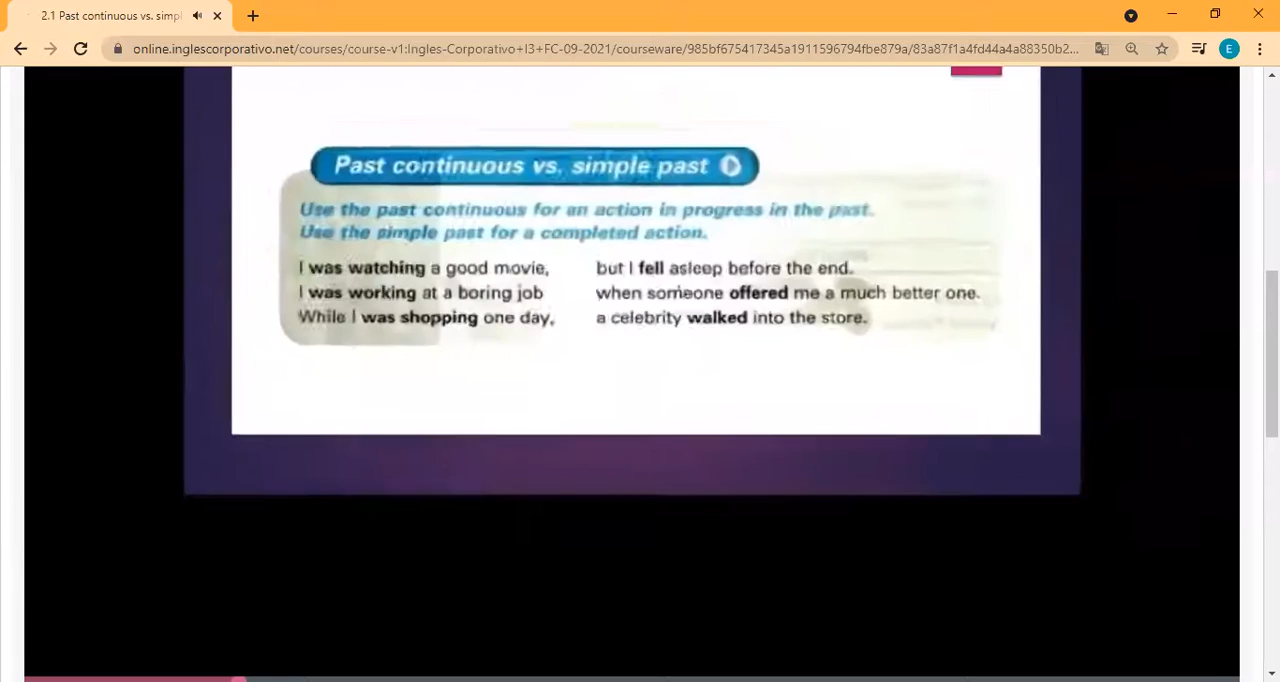 2.1 Past continuous vs. simpl
online.inglescorporativo.net/courses/course-v1:Ingles-Corporativo+I3+FC-09-2021/courseware/985bf675417345a1911596794fbe879a/83a87f1a4fd44a4a88350b2...
E
Past continuous vs. simple past
Use the past continuous for an action in progress in the past.
Use the simple past for a completed action.
I was watching a good movie, but I fell asleep before the end.
I was working at a boring job when someone offered me a much better one.
While I was shopping one day, a celebrity walked into the store.